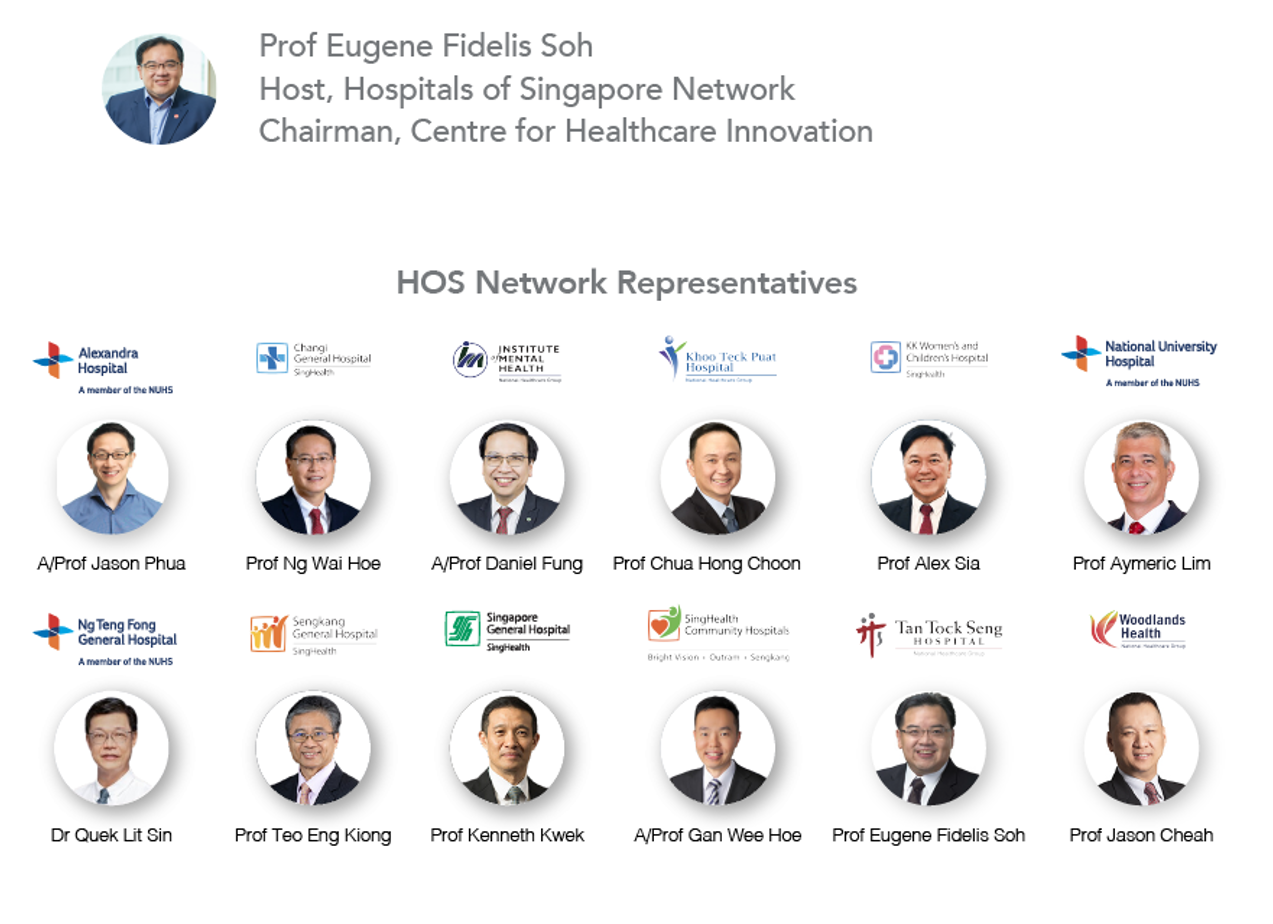 Prof Eugene Fidelis Soh
Host, Hospitals of Singapore Network
Chairman, Centre for Healthcare Innovation
HOS Network Representatives
Alexandra
Hospital
A member of the NUHS
Changi
General Hospital
SingHealth
INSTITUTE
of MENTAL
HEALTH
National Healthcare Group
Khoo Teck Puat
Hospital
National Healthcare Group
KK Women's and
Children's Hospital
SingHealth
National University
Hospital
A member of the NUHS
A/Prof Jason Phua
Prof Ng Wai Hoe
A/Prof Daniel Fung
Prof Chua Hong Choon
Prof Alex Sia
Prof Aymeric Lim
Ng Teng Fong
General Hospital
A member of the NUHS
Sengkang
General Hospital
SingHealth
Singapore
General Hospital
SingHealth
SingHealth
Community Hospitals
Bright Vision • Outram • Sengkang
Tan Tock Seng
HOSPITAL
National Healthcare Group
Woodlands
Health
National Healthcare Group
Dr Quek Lit Sin
Prof Teo Eng Kiong
Prof Kenneth Kwek
A/Prof Gan Wee Hoe
Prof Eugene Fidelis Soh
Prof Jason Cheah